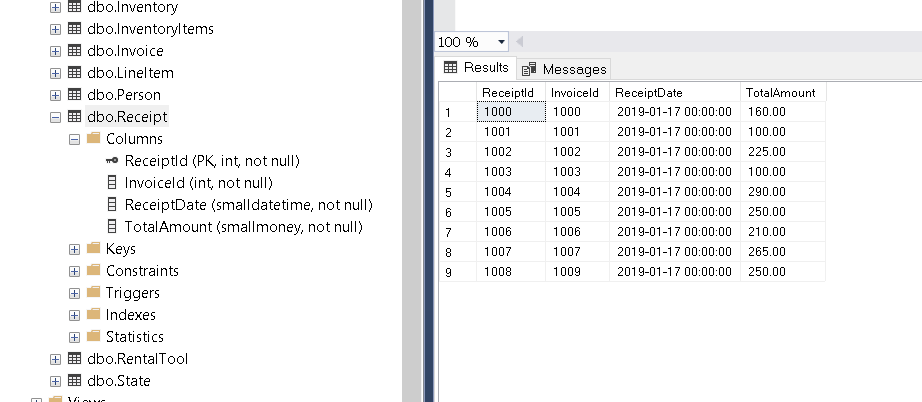 dbo.Inventory
dbo.InventoryItems
dbo.Invoice
dbo.LineItem
dbo.Person
dbo.Receipt
Columns
ReceiptId (PK, int, not null)
InvoiceId (int, not null)
ReceiptDate (smalldatetime, not null)
TotalAmount (smallmoney, not null)
Keys
Constraints
Triggers
Indexes
Statistics
dbo.RentalTool
dbo.State
Views
100 %
Results Messages
ReceiptId InvoiceId ReceiptDate TotalAmount
1 1000 1000 2019-01-17 00:00:00 160.00
2 1001 1001 2019-01-17 00:00:00 100.00
3 1002 1002 2019-01-17 00:00:00 225.00
4 1003 1003 2019-01-17 00:00:00 100.00
5 1004 1004 2019-01-17 00:00:00 290.00
6 1005 1005 2019-01-17 00:00:00 250.00
7 1006 1006 2019-01-17 00:00:00 210.00
8 1007 1007 2019-01-17 00:00:00 265.00
9 1008 1009 2019-01-17 00:00:00 250.00